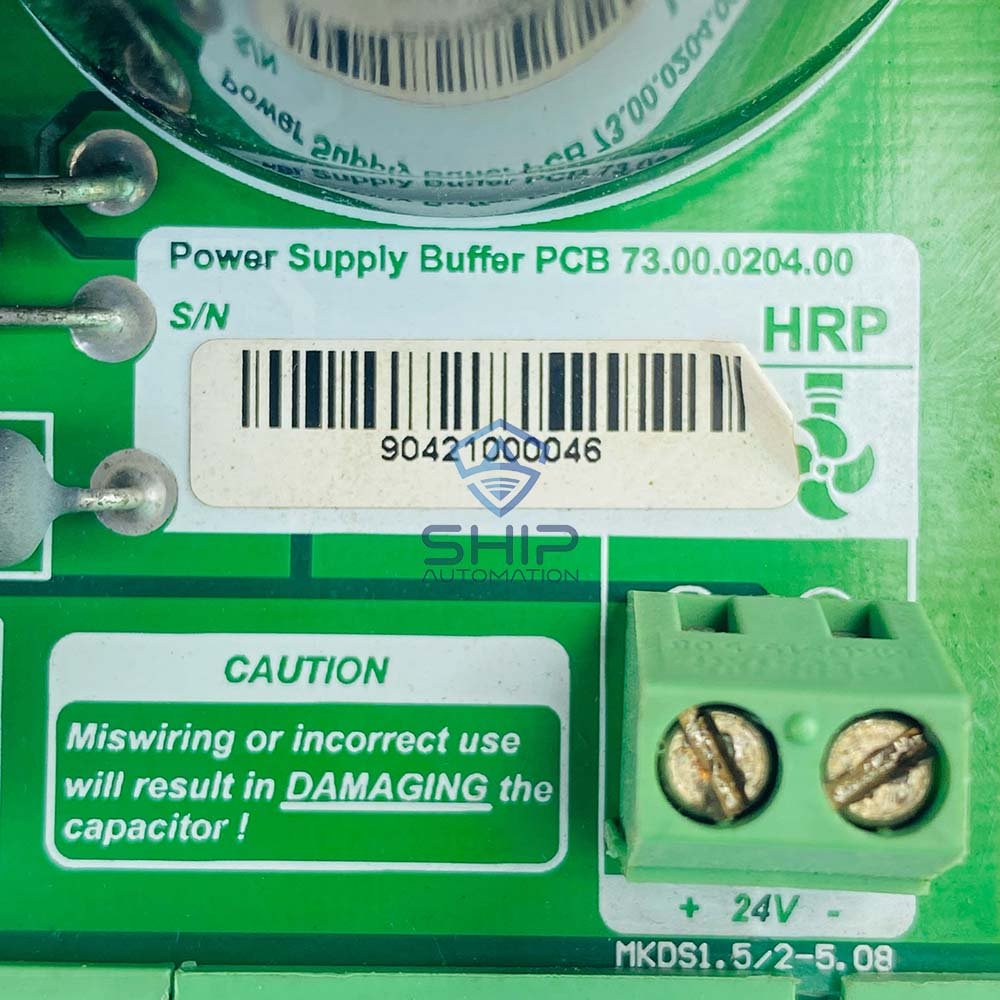 Power Supply Buffer PCB 73.00.0204.00
S/N
HRP
90421000046
SHIP
AUTOMATION
CAUTION
Miswiring or incorrect use
will result in DAMAGING the
capacitor !
+ 24V -
MKDS1.5/2-5.08